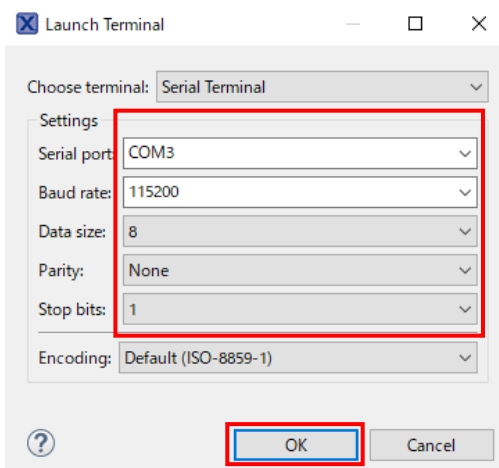 Launch Terminal
Choose terminal: Serial Terminal
Settings
Serial port: COM3
Baud rate: 115200
Data size: 8
Parity: None
Stop bits: 1
Encoding: Default (ISO-8859-1)
? OK Cancel